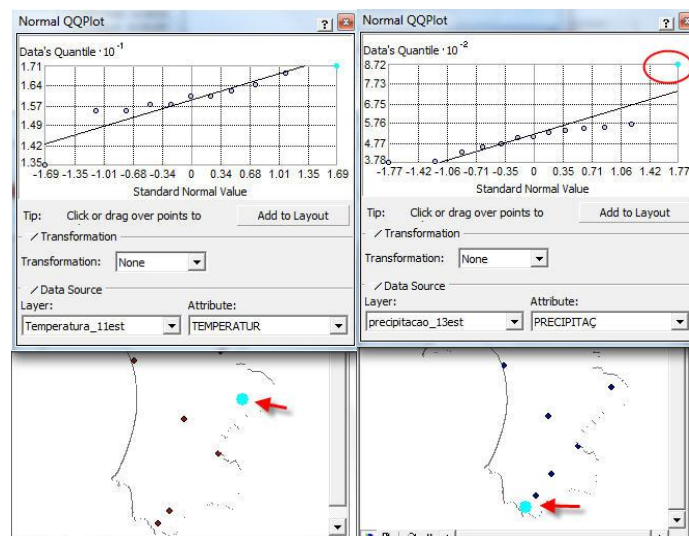 Normal QQPlot
?
Data's Quantile · 10⁻¹
1.71
1.64
1.57
1.49
1.42
1.35
-1.69 -1.35 -1.01 -0.68 -0.34 0 0.34 0.68 1.01 1.35 1.69
Standard Normal Value
Tip: Click or drag over points to
Add to Layout
Transformation
Transformation: None
Data Source
Layer: Attribute:
Temperatura_11est TEMPERATUR
Normal QQPlot
?
Data's Quantile · 10⁻²
8.72
7.73
6.75
5.76
4.77
3.78
-1.77 -1.42 -1.06 -0.71 -0.35 0 0.35 0.71 1.06 1.42 1.77
Standard Normal Value
Tip: Click or drag over points to
Add to Layout
Transformation
Transformation: None
Data Source
Layer: Attribute:
precipitacao_13est PRECIPITAÇ